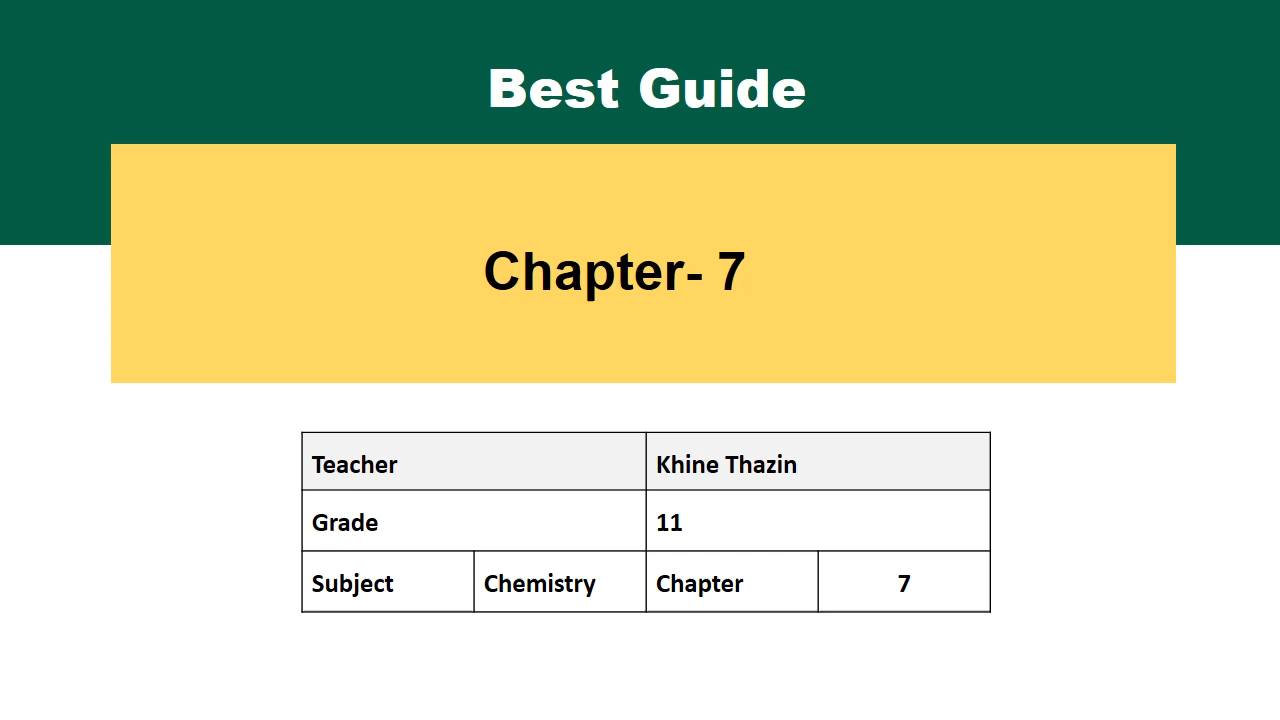 Best Guide
Chapter- 7
Teacher Khine Thazin
Grade 11
Subject Chemistry Chapter 7